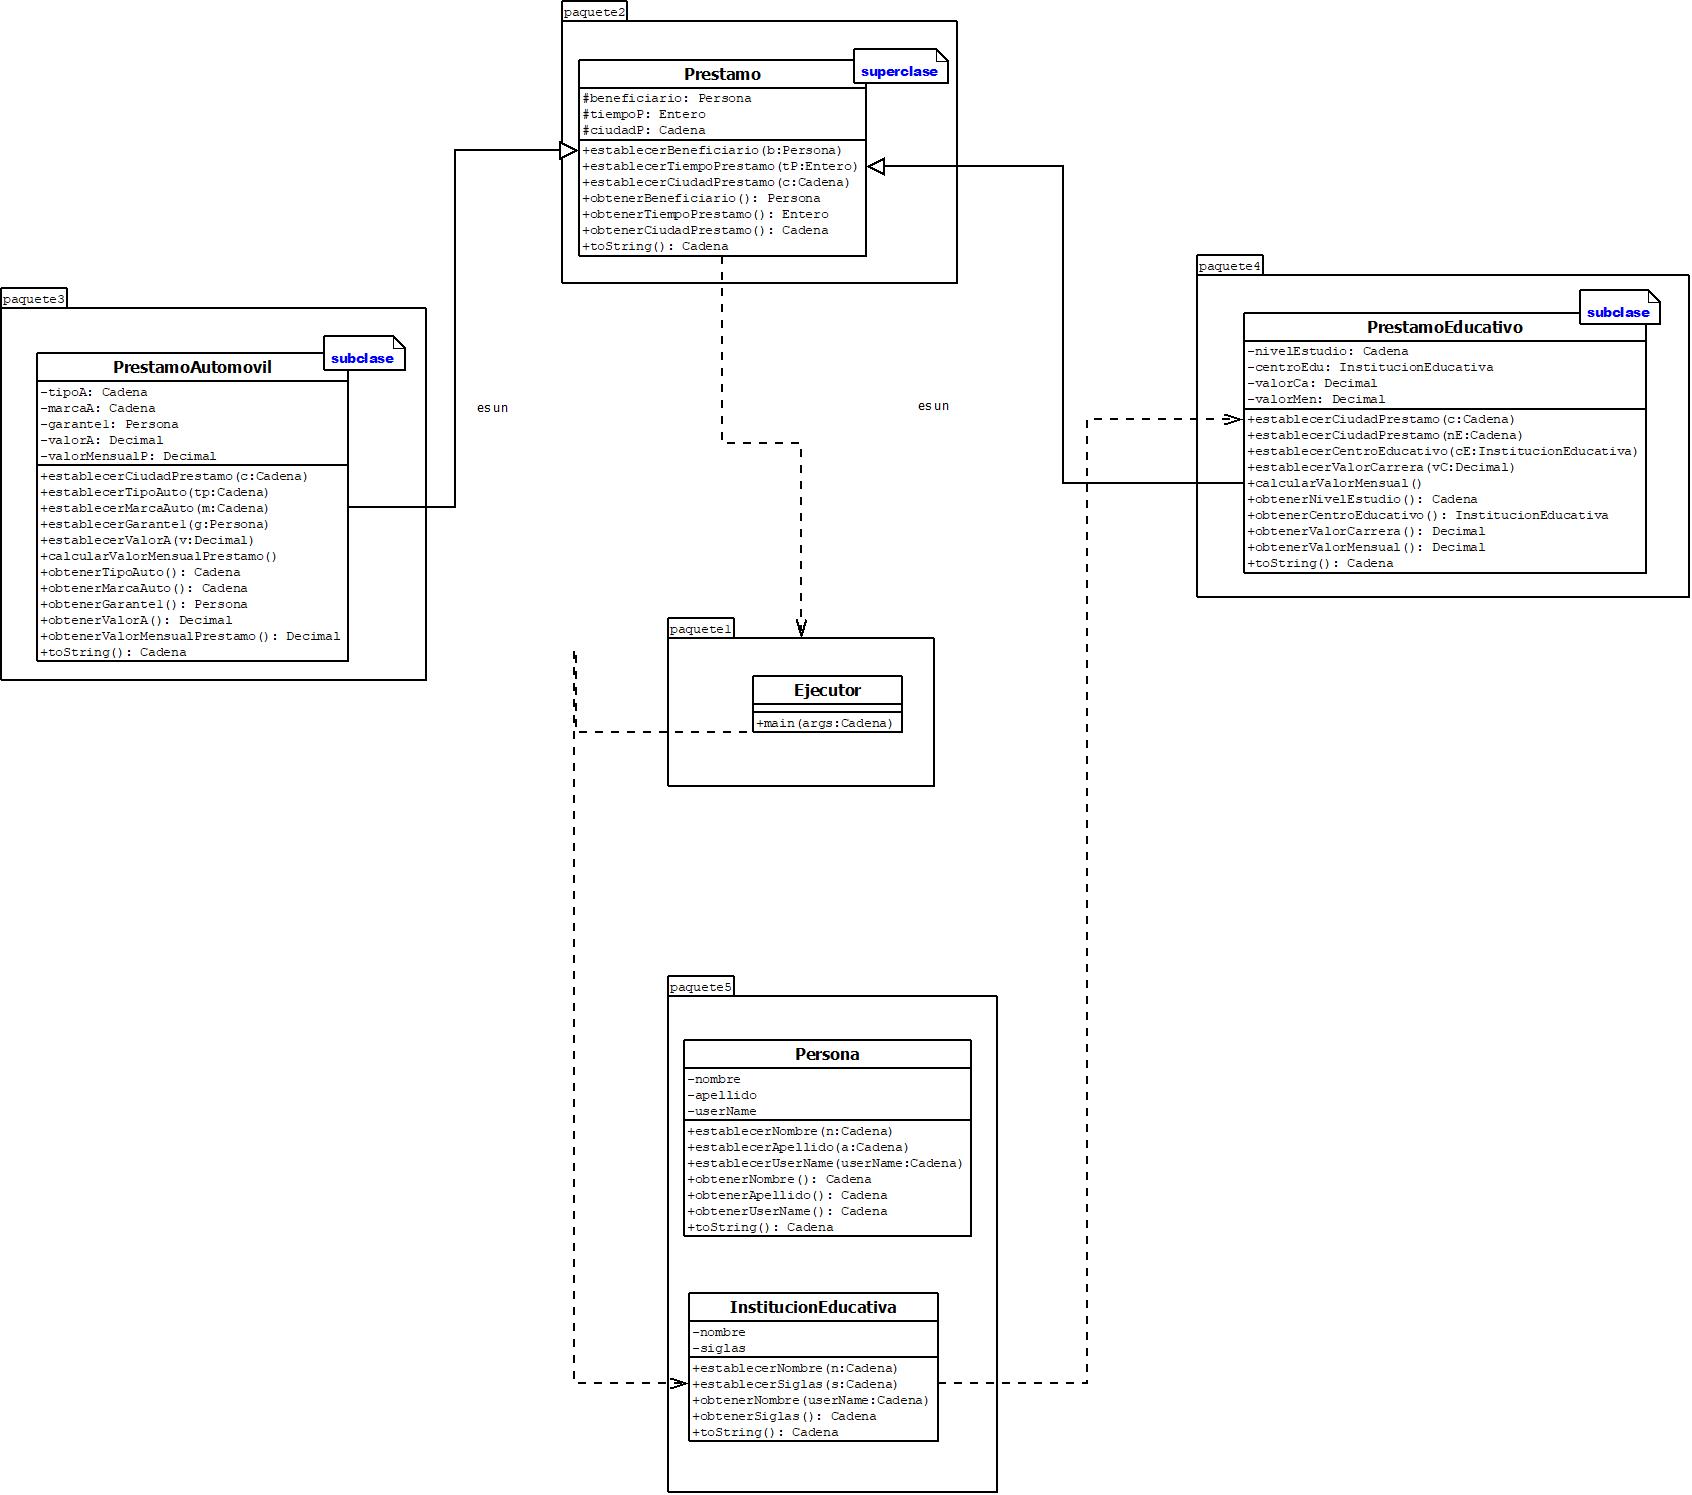 paquete2
Prestamo
superclase
#beneficiario: Persona
#tiempoP: Entero
#ciudadP: Cadena
+establecerBeneficiario(b:Persona)
+establecerTiempoPrestamo(tP:Entero)
+establecerCiudadPrestamo(c:Cadena)
+obtenerBeneficiario(): Persona
+obtenerTiempoPrestamo(): Entero
+obtenerCiudadPrestamo(): Cadena
+toString(): Cadena
paquete3
PrestamoAutomovil
subclase
-tipoA: Cadena
-marcaA: Cadena
-garante1: Persona
-valorA: Decimal
-valorMensualP: Decimal
+establecerCiudadPrestamo(c:Cadena)
+establecerTipoAuto(tp:Cadena)
+establecerMarcaAuto(m:Cadena)
+establecerGarante1(g:Persona)
+establecerValorA(v:Decimal)
+calcularValorMensualPrestamo()
+obtenerTipoAuto(): Cadena
+obtenerMarcaAuto(): Cadena
+obtenerGarante1(): Persona
+obtenerValorA(): Decimal
+obtenerValorMensualPrestamo(): Decimal
+toString(): Cadena
es un
es un
paquete4
PrestamoEducativo
subclase
-nivelEstudio: Cadena
-centroEdu: InstitucionEducativa
-valorCa: Decimal
-valorMen: Decimal
+establecerCiudadPrestamo(c:Cadena)
+establecerCiudadPrestamo(nE:Cadena)
+establecerCentroEducativo(cE:InstitucionEducativa)
+establecerValorCarrera(vC:Decimal)
+calcularValorMensual()
+obtenerNivelEstudio(): Cadena
+obtenerCentroEducativo(): InstitucionEducativa
+obtenerValorCarrera(): Decimal
+obtenerValorMensual(): Decimal
+toString(): Cadena
paquete1
Ejecutor
+main(args:Cadena)
paquete5
Persona
-nombre
-apellido
-userName
+establecerNombre(n:Cadena)
+establecerApellido(a:Cadena)
+establecerUserName(userName:Cadena)
+obtenerNombre(): Cadena
+obtenerApellido(): Cadena
+obtenerUserName(): Cadena
+toString(): Cadena
InstitucionEducativa
-nombre
-siglas
+establecerNombre(n:Cadena)
+establecerSiglas(s:Cadena)
+obtenerNombre(userName:Cadena)
+obtenerSiglas(): Cadena
+toString(): Cadena